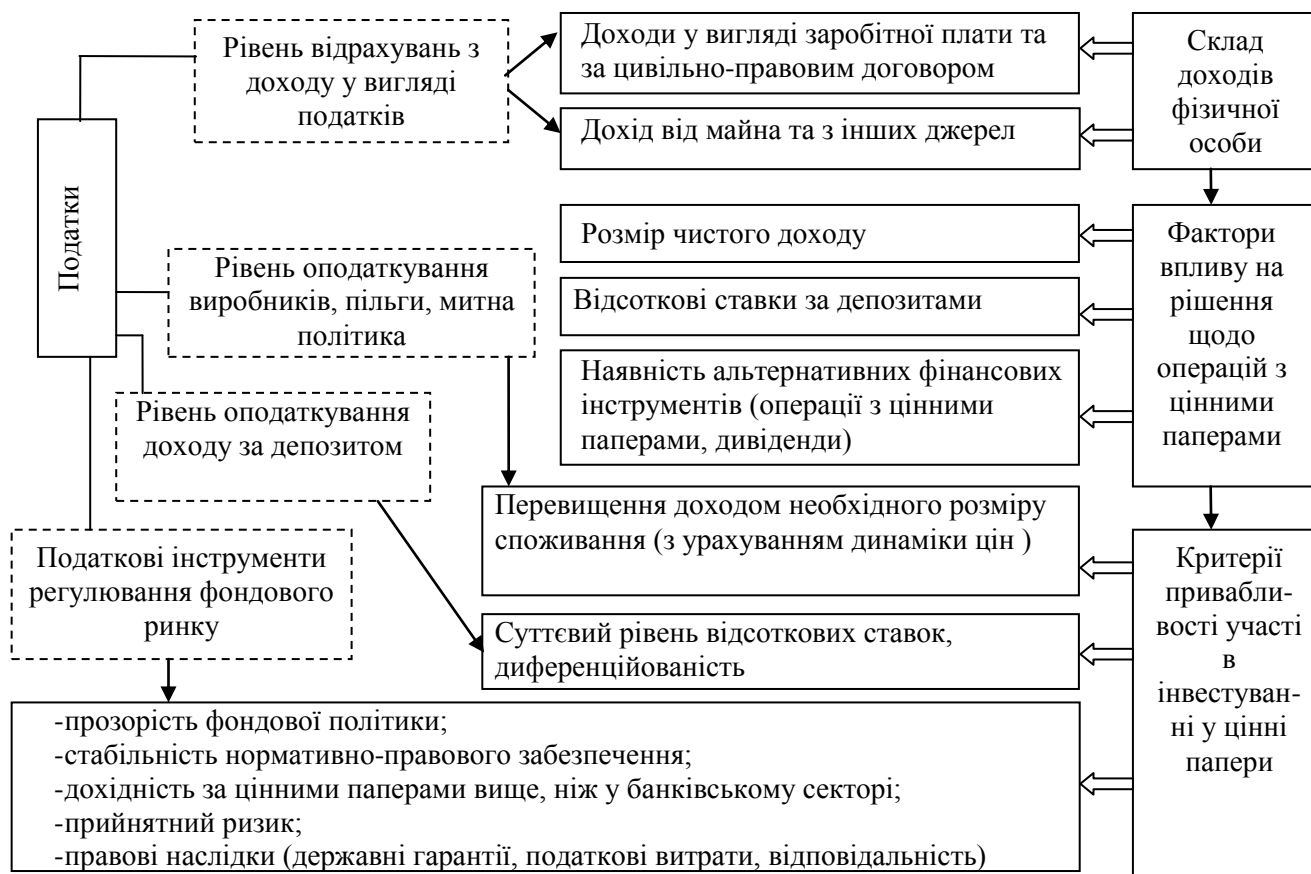 Рівень відрахувань з
доходу у вигляді
податків
Доходи у вигляді заробітної плати та
за цивільно-правовим договором
Дохід від майна та з інших джерел
Склад
доходів
фізичної
особи
Податки
Розмір чистого доходу
Відсоткові ставки за депозитами
Наявність альтернативних фінансових
інструментів (операції з цінними
паперами, дивіденди)
Фактори
впливу на
рішення
щодо
операцій з
цінними
паперами
Рівень оподаткування
виробників, пільги, митна
політика
Рівень оподаткування
доходу за депозитом
Перевищення доходом необхідного розміру
споживання (з урахуванням динаміки цін )
Податкові інструменти
регулювання фондового
ринку
Суттєвий рівень відсоткових ставок,
диференційованість
Критерії
привабли-
вості участі
в
інвестуван-
ні у цінні
папери
-прозорість фондової політики;
-стабільність нормативно-правового забезпечення;
-дохідність за цінними паперами вище, ніж у банківському секторі;
-прийнятний ризик;
-правові наслідки (державні гарантії, податкові витрати, відповідальність)